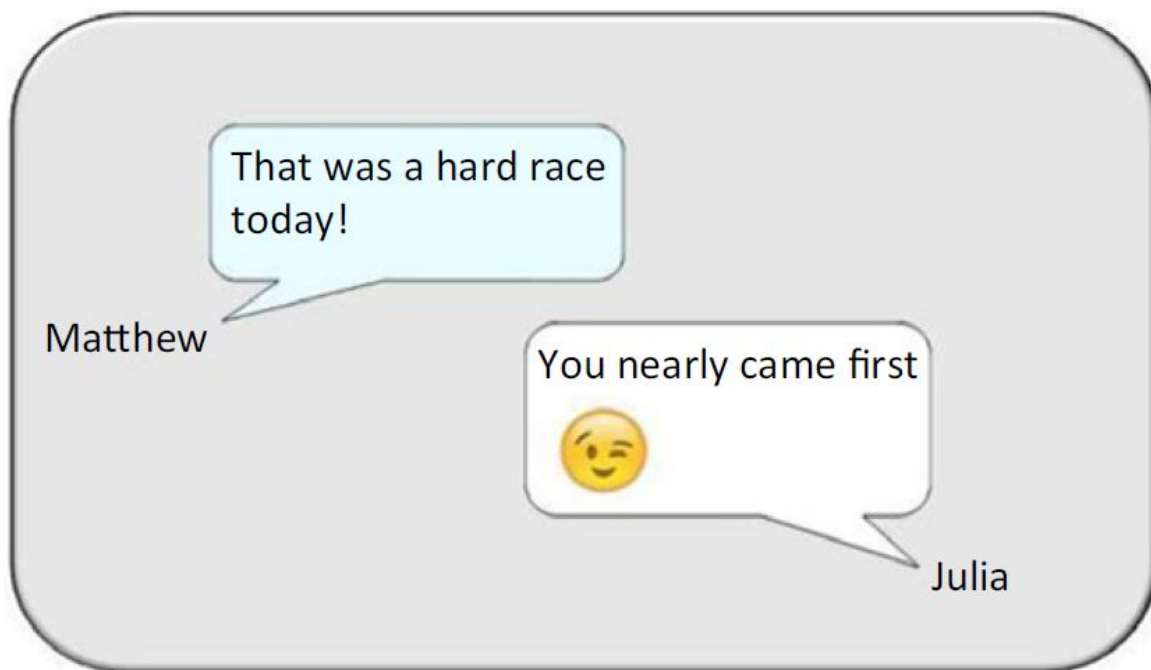 That was a hard race
today!
Matthew
You nearly came first
Julia